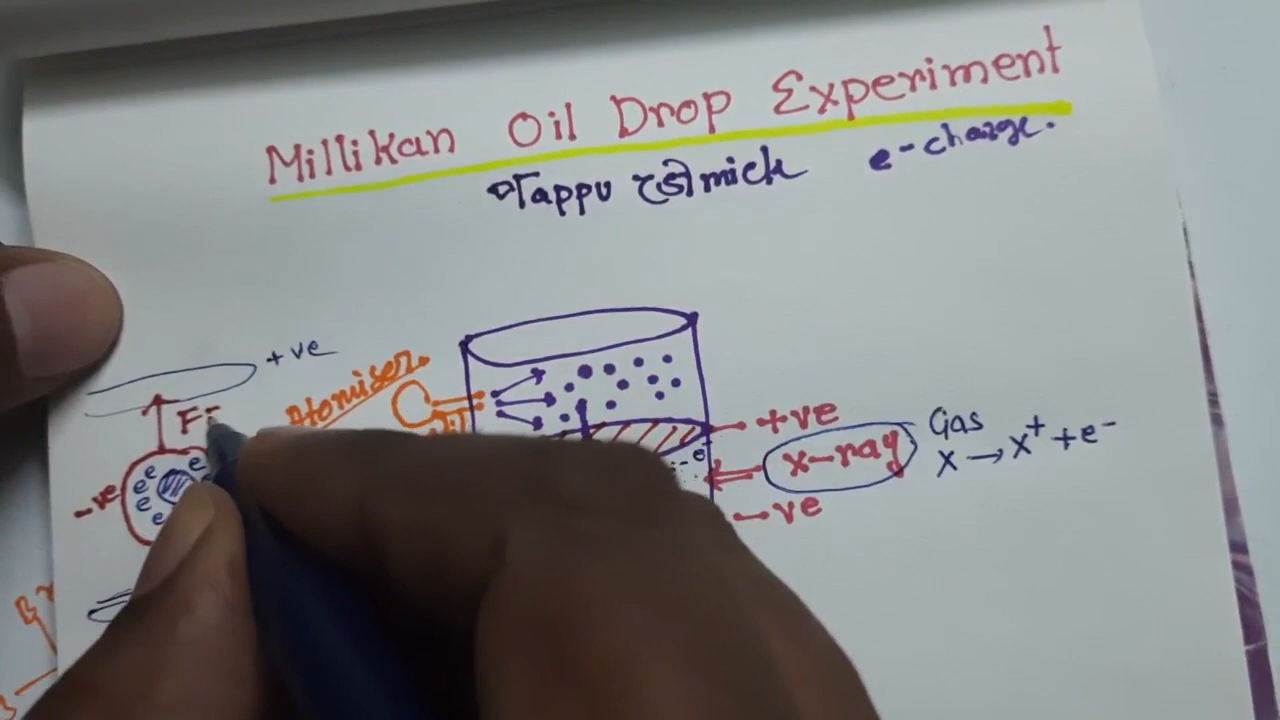 Millikan Oil Drop Experiment
e- charge.
+ve
Atomiser
F
+ve
Gas
x-ray
X → X⁺ + e⁻
e⁻
-ve
e e e e e
-ve